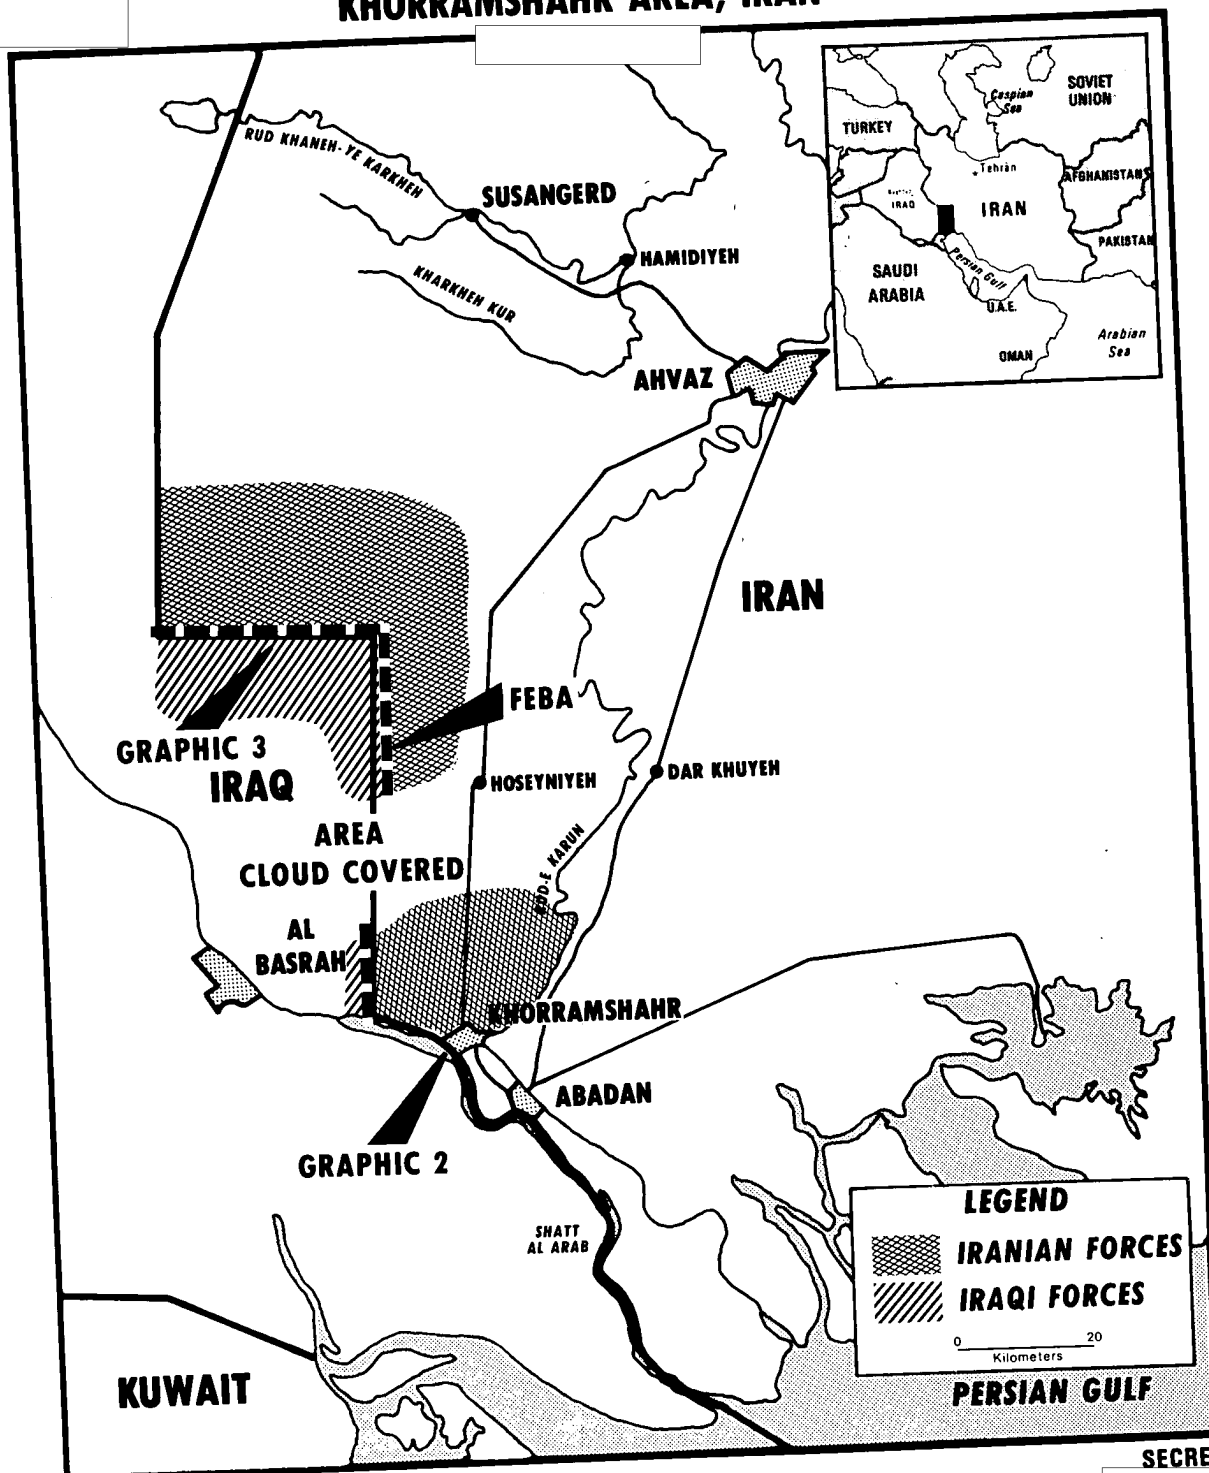 KHORRAMSHAHR AREA, IRAN
SOVIET
UNION
Caspian
Sea
TURKEY
Tehrān
AFGHANISTAN
IRAQ
IRAN
PAKISTAN
Persian Gulf
SAUDI
ARABIA
U.A.E.
Arabian
Sea
OMAN
RUD KHANEH-YE KARKHEH
SUSANGERD
HAMIDIYEH
KHARKHEH KUR
AHVAZ
IRAN
FEBA
GRAPHIC 3
IRAQ
HOSEYNIYEH
DAR KHUYEH
AREA
CLOUD COVERED
RUD-E KARUN
AL
BASRAH
KHORRAMSHAHR
ABADAN
GRAPHIC 2
SHATT
AL ARAB
LEGEND
IRANIAN FORCES
IRAQI FORCES
0 20
Kilometers
KUWAIT
PERSIAN GULF
SECRE